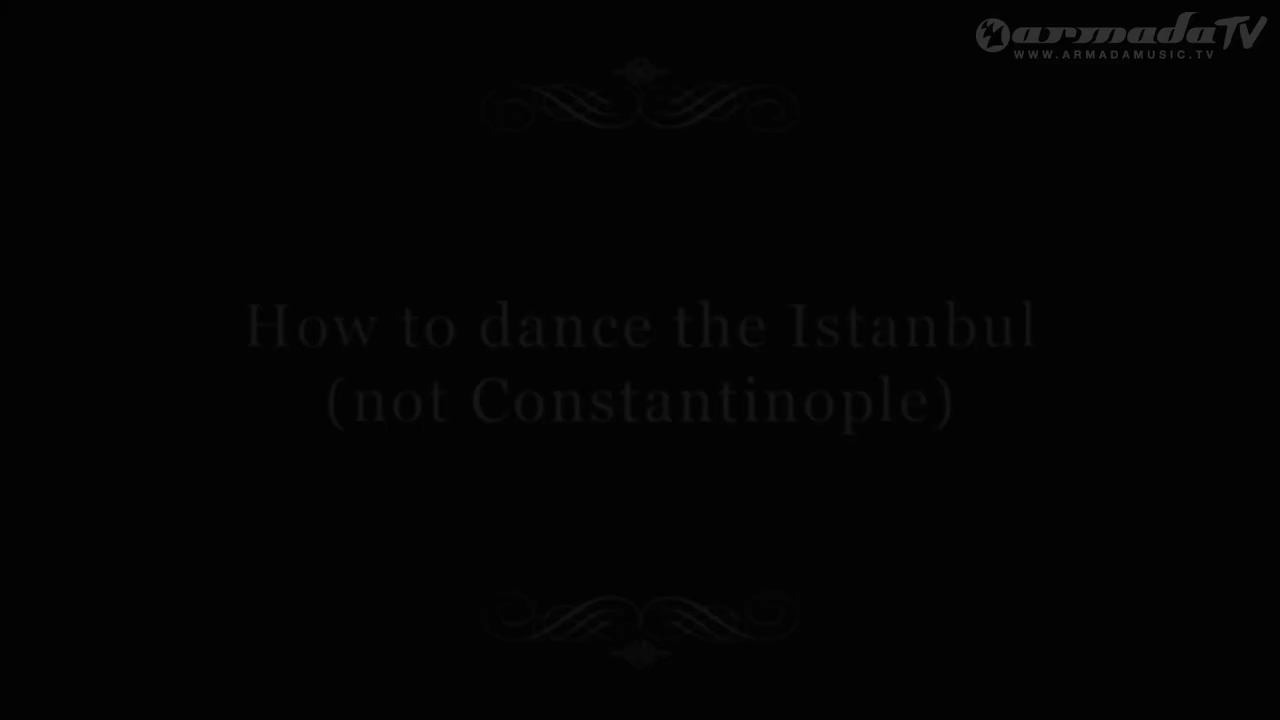 armadaTV
WWW.ARMADAMUSIC.TV
How to dance the Istanbul
(not Constantinople)